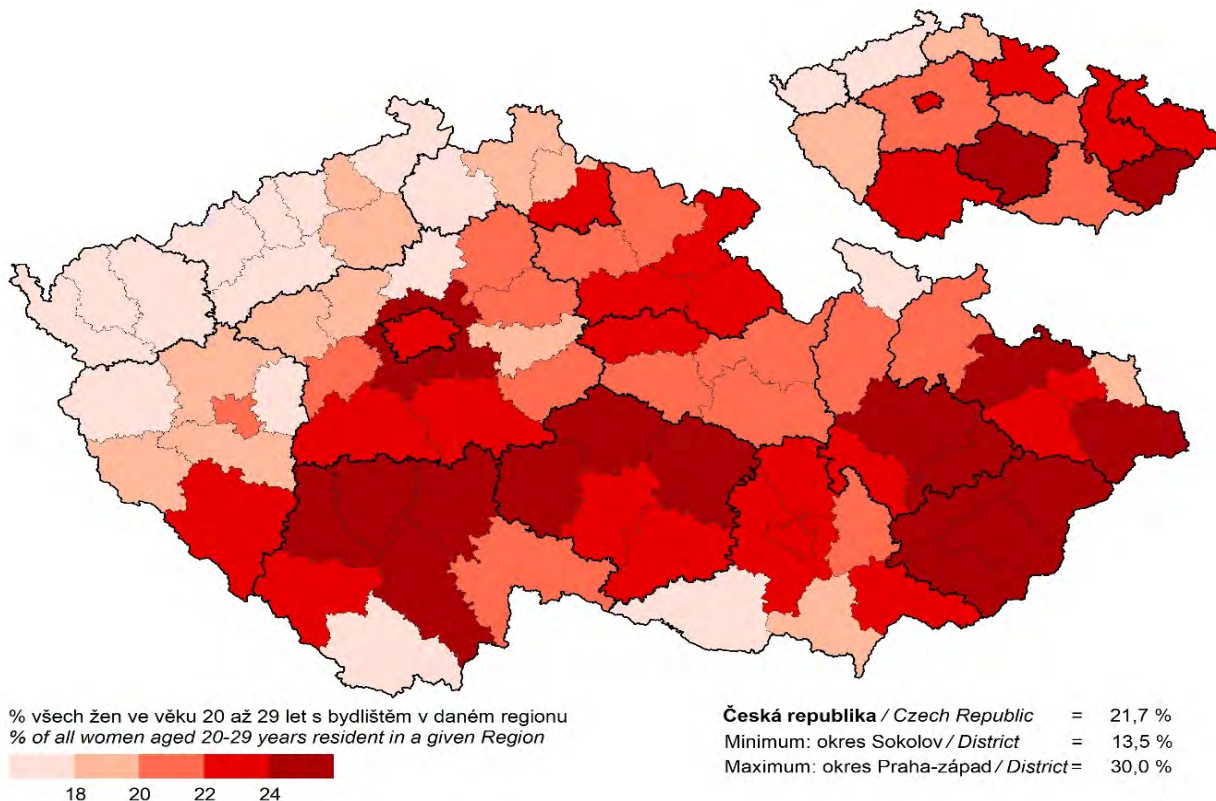 % všech žen ve věku 20 až 29 let s bydlištěm v daném regionu
% of all women aged 20-29 years resident in a given Region
18 20 22 24
Česká republika / Czech Republic = 21,7 %
Minimum: okres Sokolov / District = 13,5 %
Maximum: okres Praha-západ / District = 30,0 %